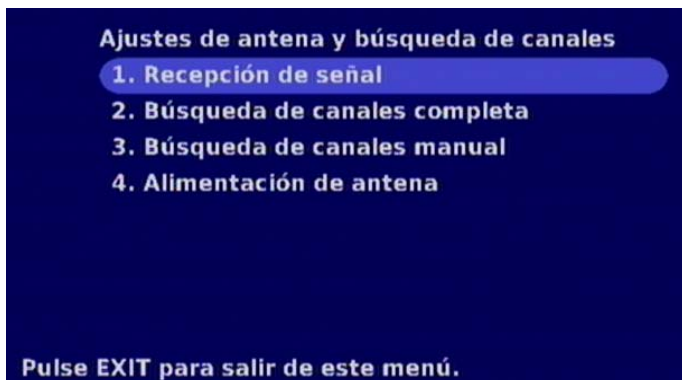 Ajustes de antena y búsqueda de canales
1. Recepción de señal
2. Búsqueda de canales completa
3. Búsqueda de canales manual
4. Alimentación de antena
Pulse EXIT para salir de este menú.